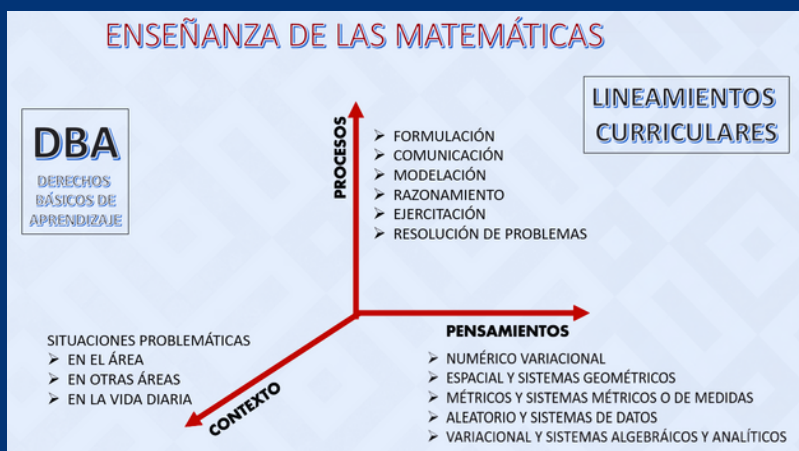 ENSEÑANZA DE LAS MATEMÁTICAS
DBA
DERECHOS
BÁSICOS DE
APRENDIZAJE
LINEAMIENTOS
CURRICULARES
PROCESOS
➢ FORMULACIÓN
➢ COMUNICACIÓN
➢ MODELACIÓN
➢ RAZONAMIENTO
➢ EJERCITACIÓN
➢ RESOLUCIÓN DE PROBLEMAS
SITUACIONES PROBLEMÁTICAS
➢ EN EL ÁREA
➢ EN OTRAS ÁREAS
➢ EN LA VIDA DIARIA
CONTEXTO
PENSAMIENTOS
➢ NUMÉRICO VARIACIONAL
➢ ESPACIAL Y SISTEMAS GEOMÉTRICOS
➢ MÉTRICOS Y SISTEMAS MÉTRICOS O DE MEDIDAS
➢ ALEATORIO Y SISTEMAS DE DATOS
➢ VARIACIONAL Y SISTEMAS ALGEBRÁICOS Y ANALÍTICOS